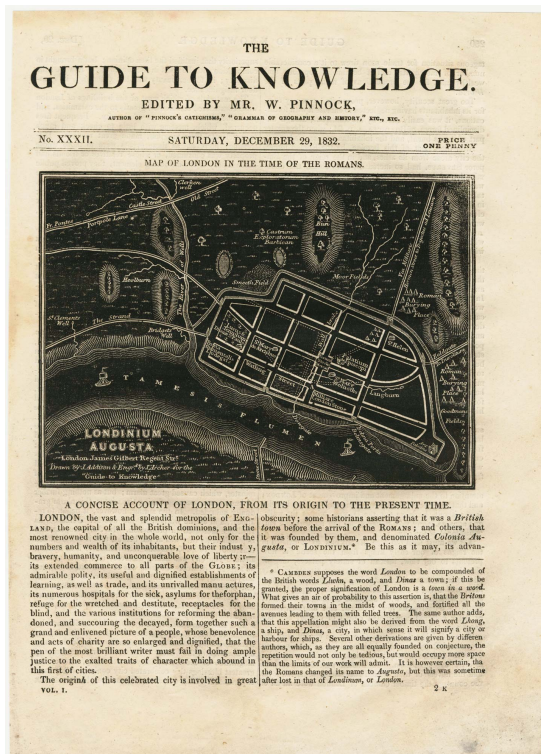 THE
GUIDE TO KNOWLEDGE.
EDITED BY MR. W. PINNOCK,
AUTHOR OF "PINNOCK'S CATECHISMS," "GRAMMAR OF GEOGRAPHY AND HISTORY," ETC., ETC.
No. XXXII. SATURDAY, DECEMBER 29, 1832. PRICE ONE PENNY
MAP OF LONDON IN THE TIME OF THE ROMANS.
Clerken well
Castle Street
Old Street
Portpole Lane
Castrum Exploratorum Barbican
Bun Hill
Smooth Field
Moor Fields
Holburn
Roman Burying Place
St. Clements Well
The Strand
Bridwels Well
Watling Street
Langborn
Roman Burying Place
Goodman Fields
TAMESIS FLUMEN
LONDINIUM AUGUSTA
London James Gilbert Regent Str!
Drawn by J. Addison & Engd. by J. Archer for the
"Guide to Knowledge"
A CONCISE ACCOUNT OF LONDON, FROM ITS ORIGIN TO THE PRESENT TIME.
LONDON, the vast and splendid metropolis of ENG-
LAND, the capital of all the British dominions, and the
most renowned city in the whole world, not only for the
numbers and wealth of its inhabitants, but their indust y,
bravery, humanity, and unconquerable love of liberty ;
its extended commerce to all parts of the GLOBE; its
admirable polity, its useful and dignified establishments of
learning, as well as trade, and its unrivalled manu actures,
its numerous hospitals for the sick, asylums for theforphan,
refuge for the wretched and destitute, receptacles for the
blind, and the various institutions for reforming the aban
doned, and succouring the decayed, form together such a
grand and enlivened picture of a people, whose benevolence
and acts of charity are so enlarged and dignified, that the
pen of the most brilliant writer must fail in doing ample
justice to the exalted traits of character which abound in
this first of cities.
The origin of this celebrated city is involved in great
VOL. I.
obscurity; some historians asserting that it was a British
town before the arrival of the ROMANS; and others, that
it was founded by them, and denominated Colonia Au-
gusta, or LONDINIUM.* Be this as it may, its advan-
* CAMBDEN supposes the word London to be compounded of
the British words Llwhn, a wood, and Dinas a town; if this be
granted, the proper signification of London is a town in a wood.
What gives an air of probability to this assertion is, that the Britons
formed their towns in the midst of woods, and fortified all the
avenues leading to them with felled trees. The same author adds,
that this appellation might also be derived from the word Lhong,
a ship, and Dinas, a city, in which sense it will signify a city or
harbour for ships. Several other derivations are given by differen
authors, which, as they are all equally founded on conjecture, the
repetition would not only be tedious, but would occupy more space
than the limits of our work will admit. It is however certain, tha
the Romans changed its name to Augusta, but this was sometime
after lost in that of Londinum, or London.
2 K